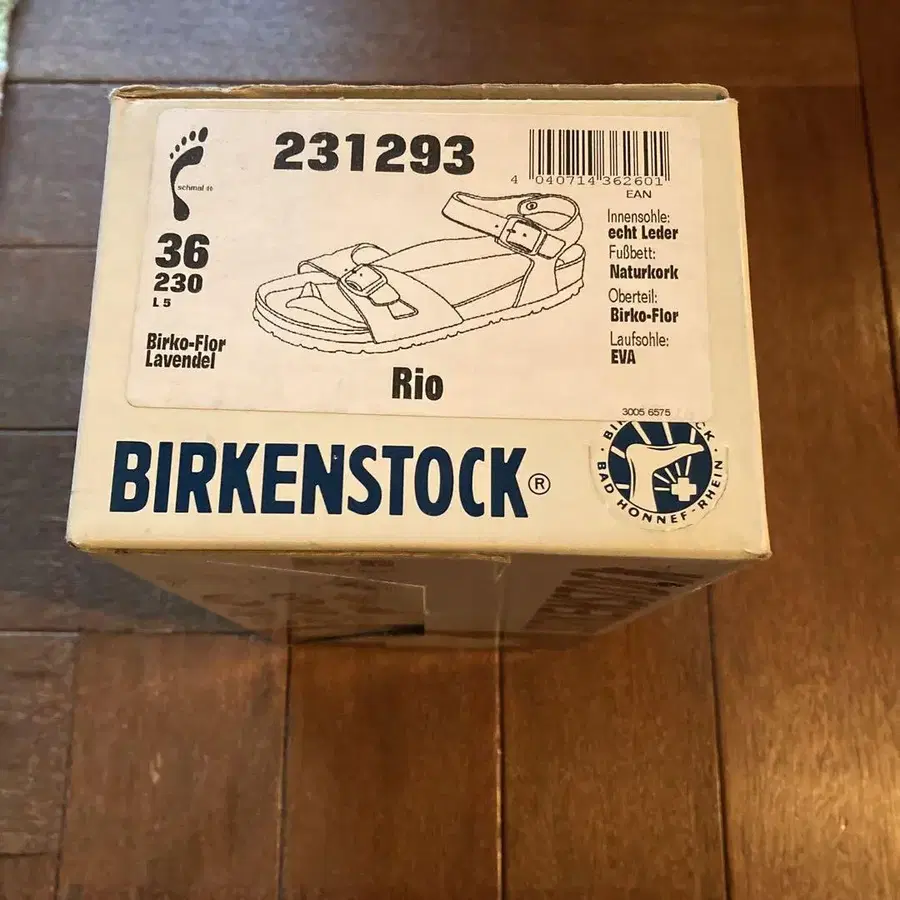 231293
4 040714 362601
EAN
schmal
36
230
L 5
Birko-Flor
Lavendel
Innensohle:
echt Leder
Fußbett:
Naturkork
Oberteil:
Birko-Flor
Laufsohle:
EVA
Rio
3005 6575
BIRKENSTOCK®
BAD HONNEF-RHEIN